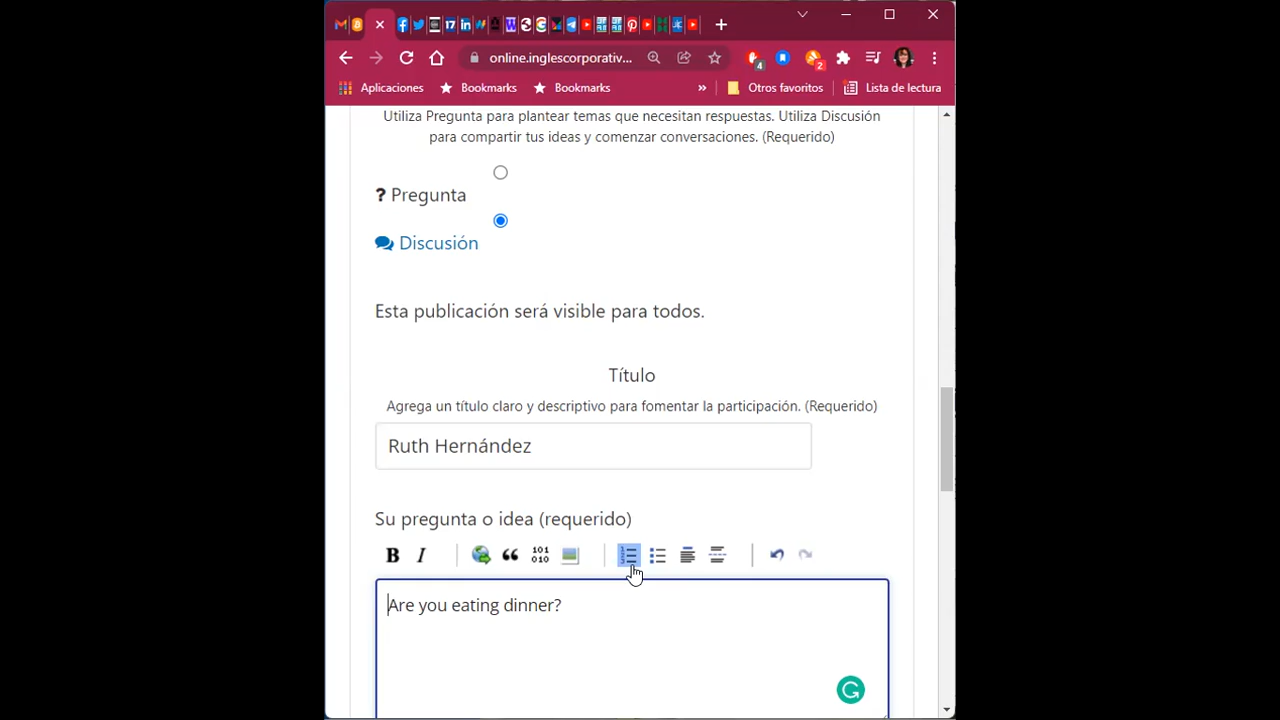 online.inglescorporativ...
4
2
Aplicaciones
Bookmarks
Bookmarks
»
Otros favoritos
Lista de lectura
Utiliza Pregunta para plantear temas que necesitan respuestas. Utiliza Discusión
para compartir tus ideas y comenzar conversaciones. (Requerido)
? Pregunta
Discusión
Esta publicación será visible para todos.
Título
Agrega un título claro y descriptivo para fomentar la participación. (Requerido)
Ruth Hernández
Su pregunta o idea (requerido)
B I
101
010
Are you eating dinner?